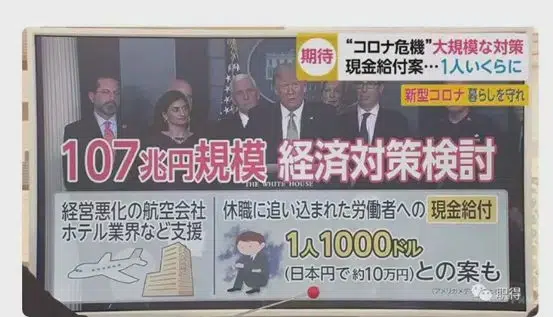 期待
“コロナ危機”大規模な対策
現金給付案…1人いくらに
新型コロナ 暮らしを守れ
107兆円規模 経済対策検討
THE WHITE HOUSE
経営悪化の航空会社
ホテル業界など支援
休職に追い込まれた労働者への 現金給付
1人1000ドル
(日本円で約10万円) との案も